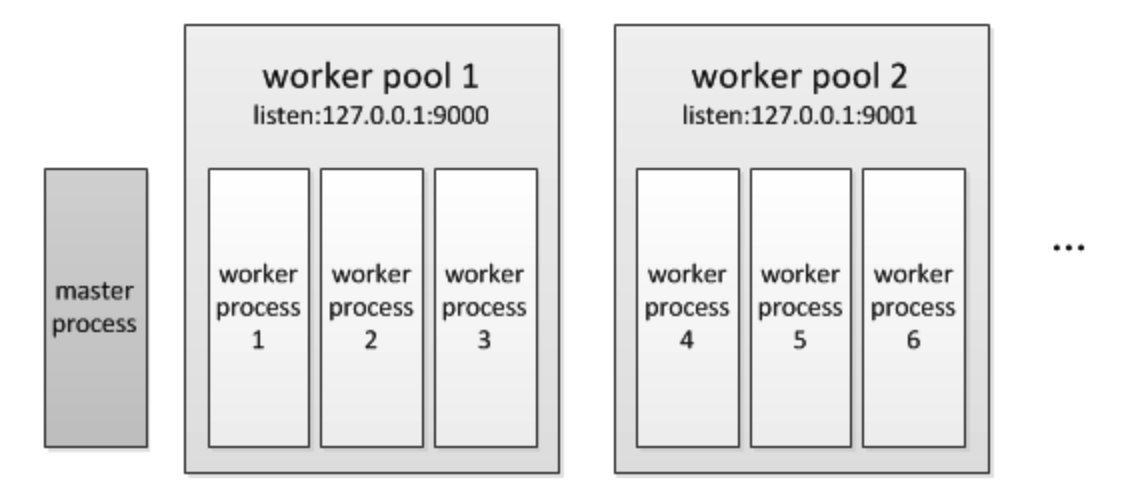 master
process
worker pool 1
listen:127.0.0.1:9000
worker
process
1
worker
process
2
worker
process
3
worker pool 2
listen:127.0.0.1:9001
worker
process
4
worker
process
5
worker
process
6
...